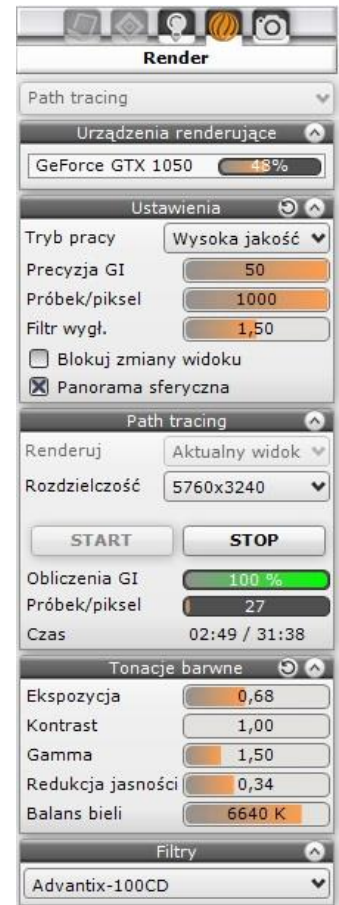 Render
Path tracing
Urządzenia renderujące
GeForce GTX 1050 48%
Ustawienia
Tryb pracy Wysoka jakość
Precyzja GI 50
Próbek/piksel 1000
Filtr wygł. 1,50
Blokuj zmiany widoku
Panorama sferyczna
Path tracing
Renderuj Aktualny widok
Rozdzielczość 5760x3240
START STOP
Obliczenia GI 100 %
Próbek/piksel 27
Czas 02:49 / 31:38
Tonacje barwne
Ekspozycja 0,68
Kontrast 1,00
Gamma 1,50
Redukcja jasności 0,34
Balans bieli 6640 K
Filtry
Advantix-100CD